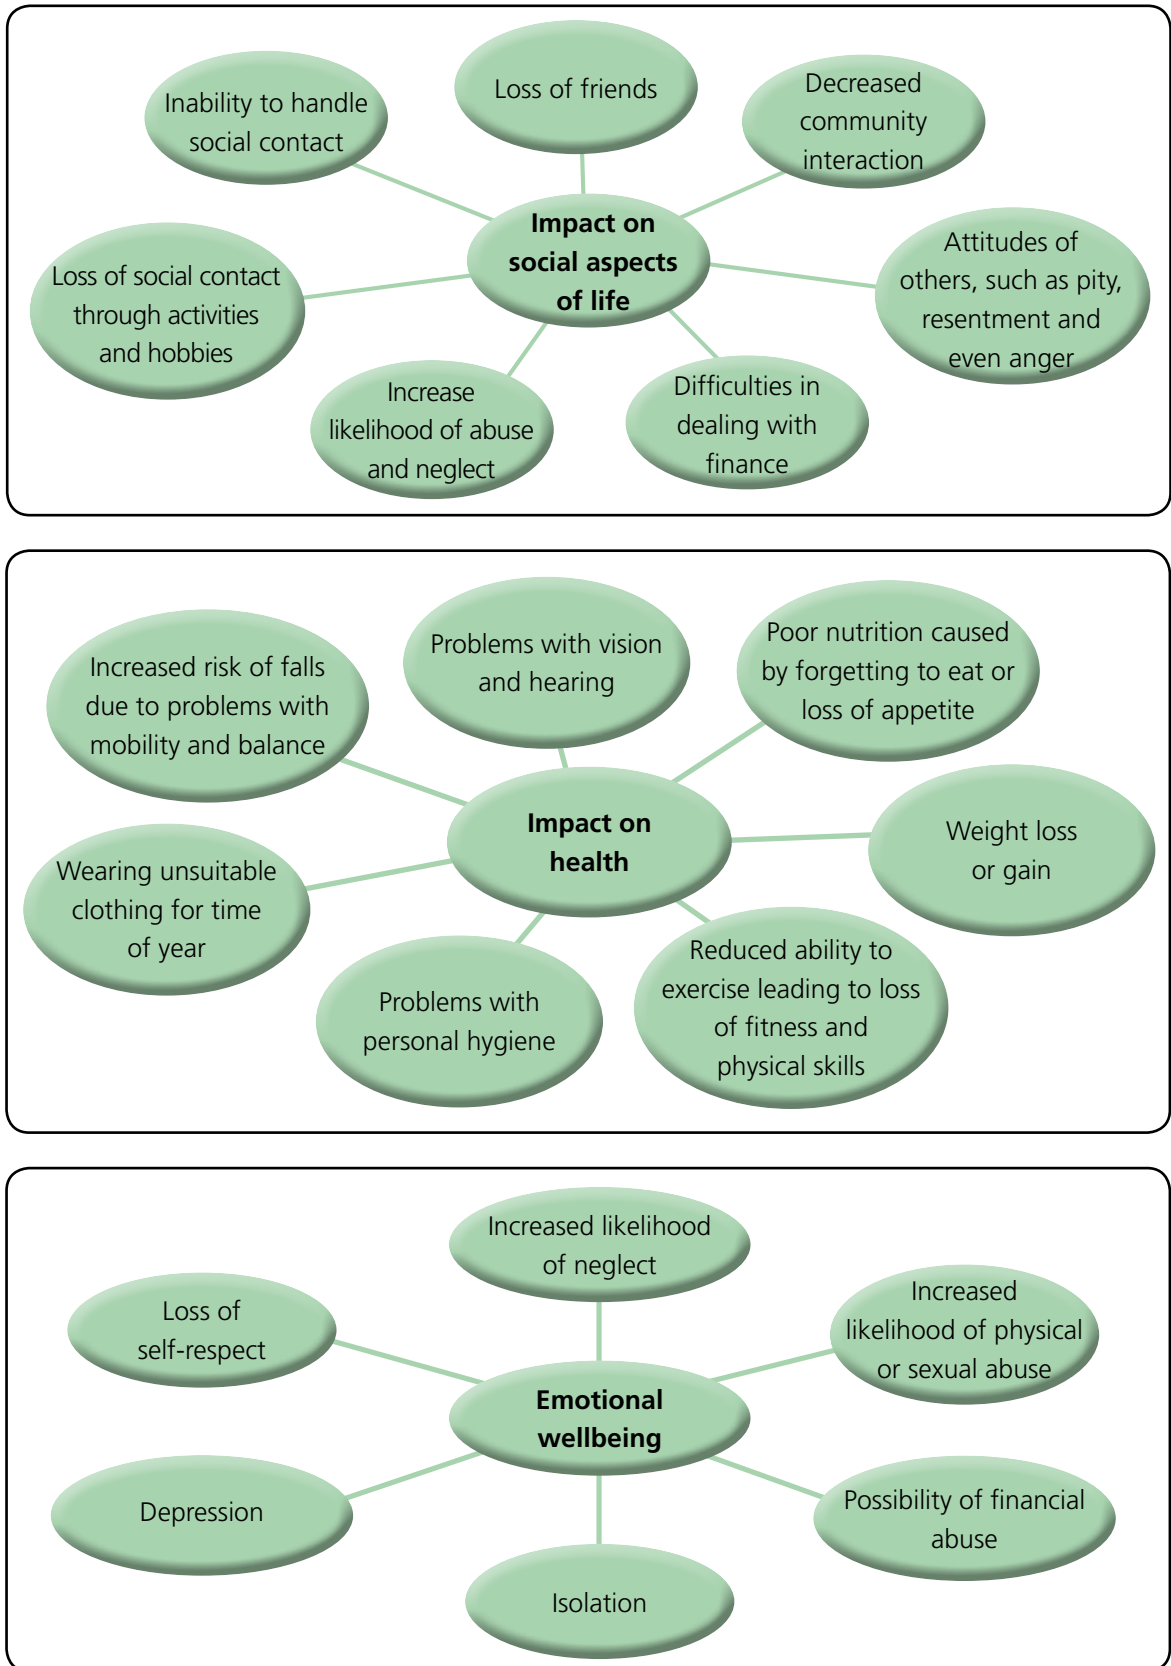 Loss of friends
Inability to handle
social contact
Decreased
community
interaction
Impact on
social aspects
of life
Attitudes of
others, such as pity,
resentment and
even anger
Loss of social contact
through activities
and hobbies
Increase
likelihood of abuse
and neglect
Difficulties in
dealing with
finance
Increased risk of falls
due to problems with
mobility and balance
Problems with vision
and hearing
Poor nutrition caused
by forgetting to eat or
loss of appetite
Impact on
health
Weight loss
or gain
Wearing unsuitable
clothing for time
of year
Problems with
personal hygiene
Reduced ability to
exercise leading to loss
of fitness and
physical skills
Increased likelihood
of neglect
Loss of
self-respect
Increased
likelihood of physical
or sexual abuse
Emotional
wellbeing
Depression
Possibility of financial
abuse
Isolation